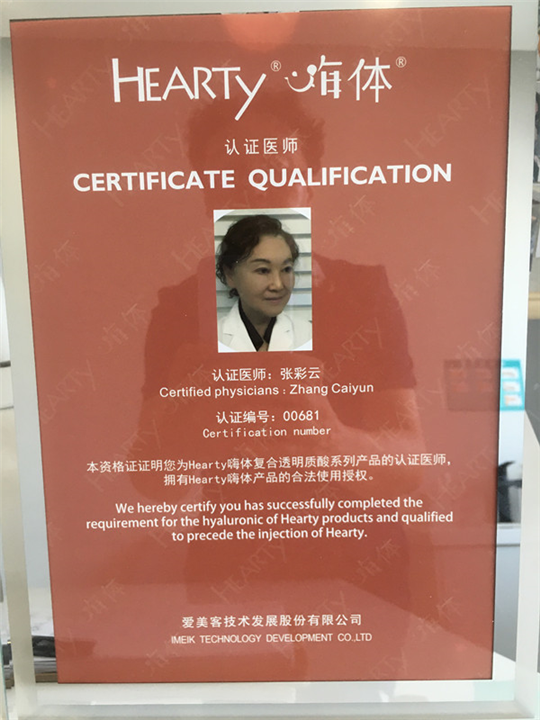 HEARTY® 嗨体®
认证医师
CERTIFICATE QUALIFICATION
认证医师：张彩云
Certified physicians：Zhang Caiyun
认证编号：00681
Certification number
本资格证证明您为Hearty嗨体复合透明质酸系列产品的认证医师，
拥有Hearty嗨体产品的合法使用授权。
We hereby certify you has successfully completed the
requirement for the hyaluronic of Hearty products and qualified
to precede the injection of Hearty.
爱美客技术发展股份有限公司
IMEIK TECHNOLOGY DEVELOPMENT CO.,LTD